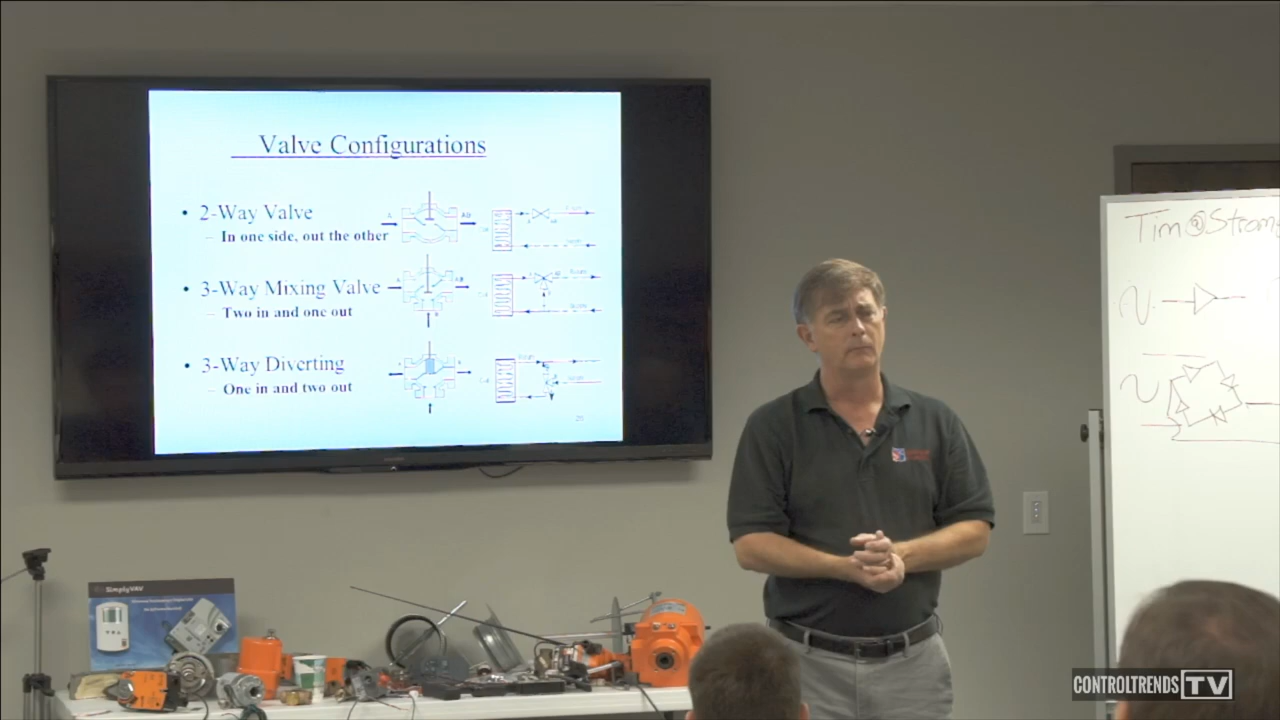 Valve Configurations
• 2-Way Valve
– In one side, out the other
• 3-Way Mixing Valve
– Two in and one out
• 3-Way Diverting
– One in and two out
25
Tim@Strom
SimplyVAV
CONTROLTRENDS TV